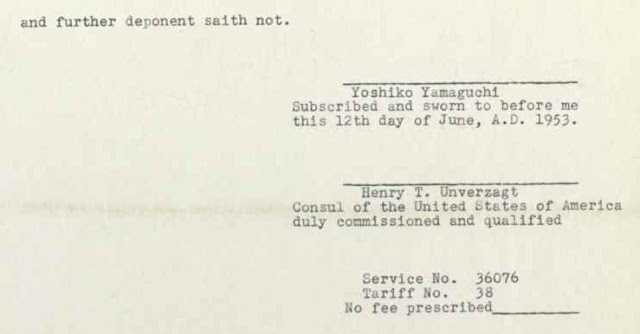 and further deponent saith not.
Yoshiko Yamaguchi
Subscribed and sworn to before me
this 12th day of June, A.D. 1953.
Henry T. Unverzagt
Consul of the United States of America
duly commissioned and qualified
Service No. 36076
Tariff No. 38
No fee prescribed